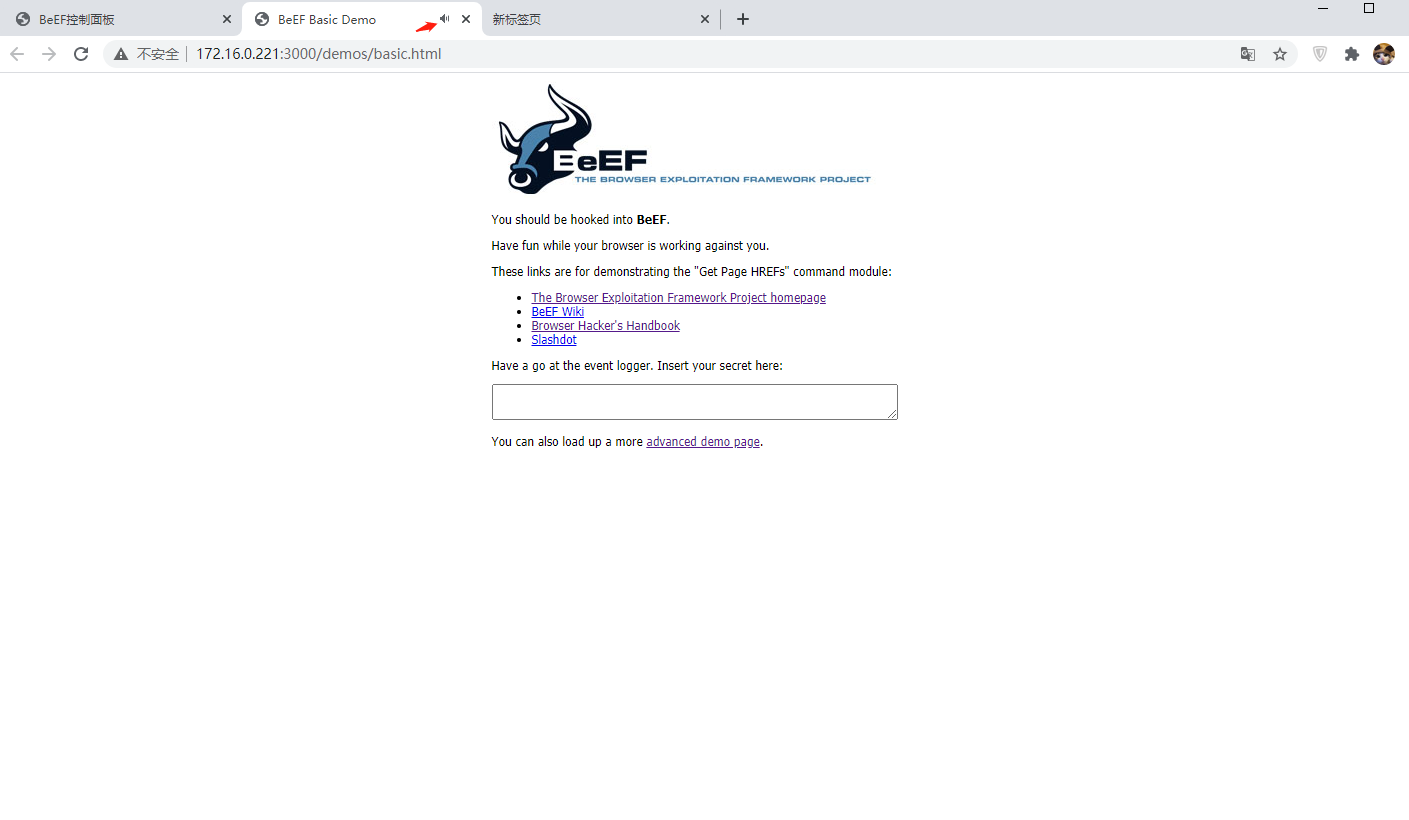 BeEF控制面板
BeEF Basic Demo
新标签页
不安全
172.16.0.221:3000/demos/basic.html
BeEF
THE BROWSER EXPLOITATION FRAMEWORK PROJECT
You should be hooked into BeEF.
Have fun while your browser is working against you.
These links are for demonstrating the "Get Page HREFs" command module:
The Browser Exploitation Framework Project homepage
BeEF Wiki
Browser Hacker's Handbook
Slashdot
Have a go at the event logger. Insert your secret here:
You can also load up a more advanced demo page.